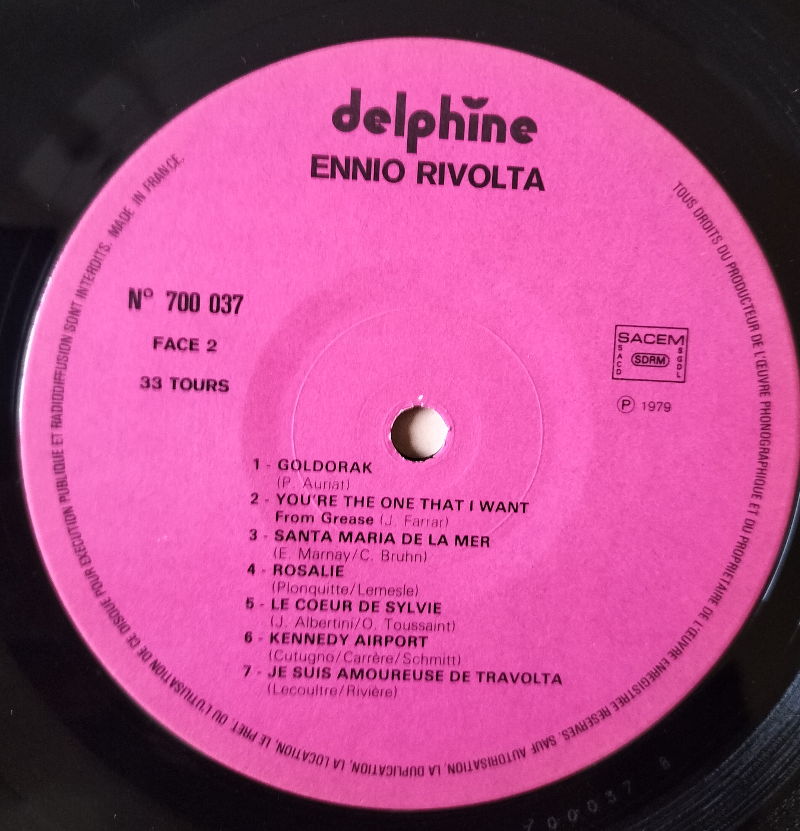 delphine
ENNIO RIVOLTA
N° 700 037
FACE 2
33 TOURS
SACEM
SACD
SDRM
SGDL
Ⓟ 1979
1 - GOLDORAK
(P. Auriat)
2 - YOU'RE THE ONE THAT I WANT
From Grease (J. Farrar)
3 - SANTA MARIA DE LA MER
(E. Marnay/C. Bruhn)
4 - ROSALIE
(Plonquitte/Lemesle)
5 - LE COEUR DE SYLVIE
(J. Albertini/O. Toussaint)
6 - KENNEDY AIRPORT
(Cutugno/Carrère/Schmitt)
7 - JE SUIS AMOUREUSE DE TRAVOLTA
(Lecoultre/Rivière)
TOUS DROITS DU PRODUCTEUR DE L'ŒUVRE PHONOGRAPHIQUE ET DU PROPRIETAIRE DE L'ŒUVRE ENREGISTREE RESERVES. SAUF AUTORISATION, LA DUPLICATION, LA LOCATION, LE PRET, OU L'UTILISATION DE CE DISQUE POUR EXECUTION PUBLIQUE ET RADIODIFFUSION SONT INTERDITS. MADE IN FRANCE.
700037 B